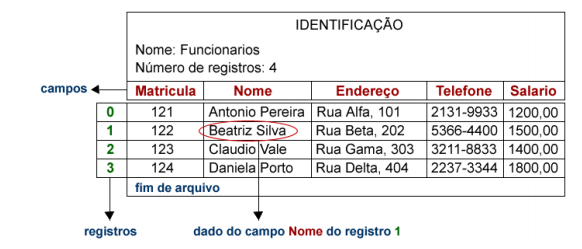 IDENTIFICAÇÃO
Nome: Funcionarios
Número de registros: 4
campos Matricula Nome Endereço Telefone Salario
0 121 Antonio Pereira Rua Alfa, 101 2131-9933 1200,00
1 122 Beatriz Silva Rua Beta, 202 5366-4400 1500,00
2 123 Claudio Vale Rua Gama, 303 3211-8833 1400,00
3 124 Daniela Porto Rua Delta, 404 2237-3344 1800,00
fim de arquivo
registros dado do campo Nome do registro 1